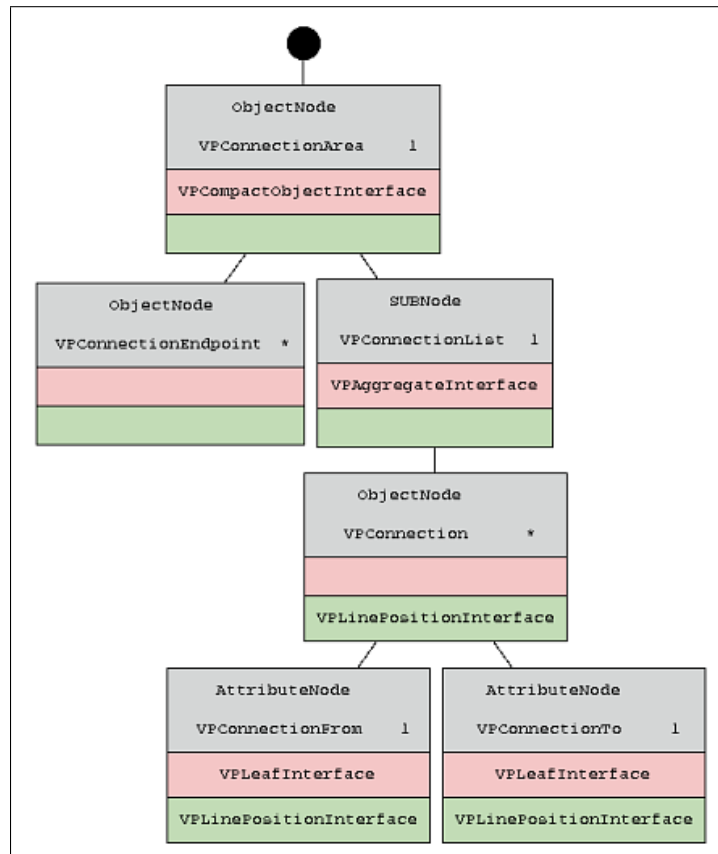 ObjectNode
VPConnectionArea 1
VPCompactObjectInterface
ObjectNode
VPConnectionEndpoint *
SUBNode
VPConnectionList 1
VPAggregateInterface
ObjectNode
VPConnection *
VPLinePositionInterface
AttributeNode
VPConnectionFrom 1
VPLeafInterface
VPLinePositionInterface
AttributeNode
VPConnectionTo 1
VPLeafInterface
VPLinePositionInterface